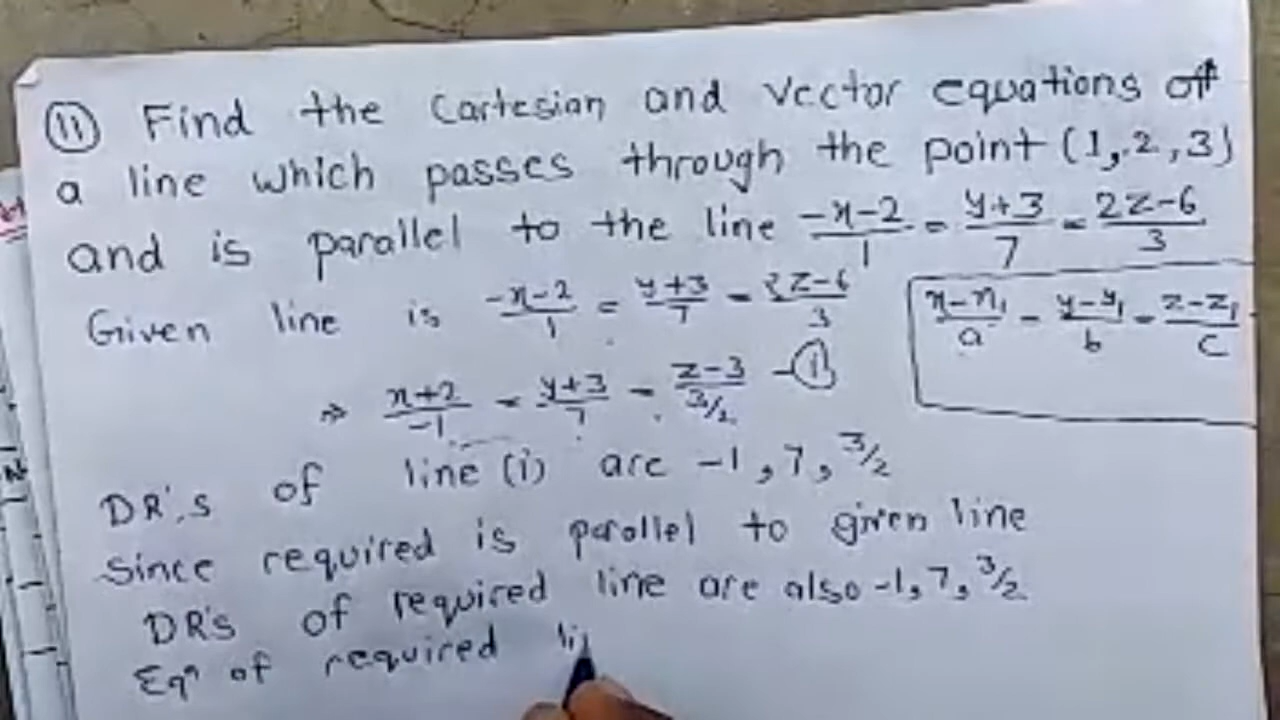 (11) Find the Cartesian and vector equations of
a line which passes through the point (1, 2, 3)
and is parallel to the line (-x-2)/1 = (y+3)/7 = (2z-6)/3
Given line is (-x-2)/1 = (y+3)/7 = (2z-6)/3
(x-x₁)/a = (y-y₁)/b = (z-z₁)/c
⇒ (x+2)/-1 = (y+3)/7 = (z-3)/(3/2) -(i)
DR's of line (i) are -1, 7, 3/2
Since required is parallel to given line
DR's of required line are also -1, 7, 3/2
Eqⁿ of required li